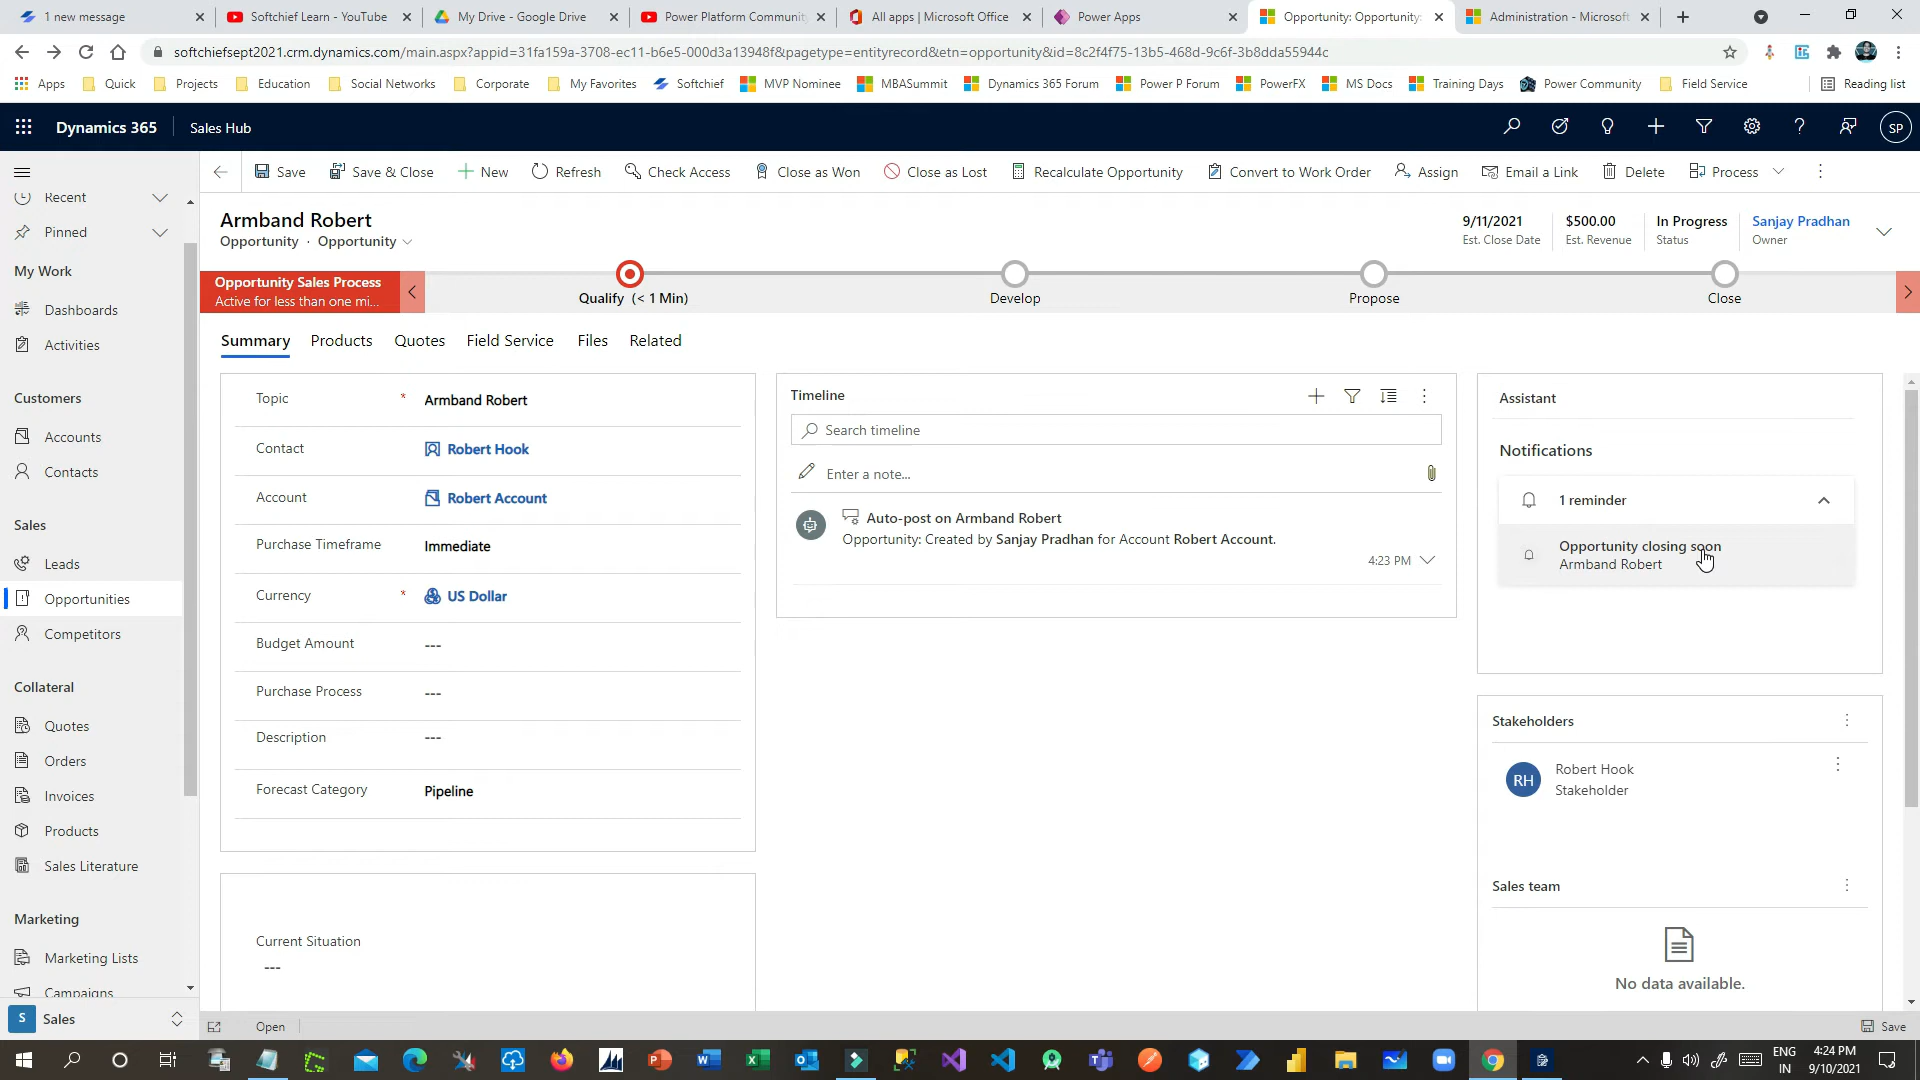 1 new message
Softchief Learn - YouTube
My Drive - Google Drive
Power Platform Communit
All apps | Microsoft Office
Power Apps
Opportunity: Opportunity:
Administration - Microsoft
softchiefsept2021.crm.dynamics.com/main.aspx?appid=31fa159a-3708-ec11-b6e5-000d3a13948f&pagetype=entityrecord&etn=opportunity&id=8c2f4f75-13b5-468d-9c6f-3b8dda55944c
Apps
Quick
Projects
Education
Social Networks
Corporate
My Favorites
Softchief
MVP Nominee
MBASummit
Dynamics 365 Forum
Power P Forum
PowerFX
MS Docs
Training Days
Power Community
Field Service
Reading list
Dynamics 365
Sales Hub
SP
Save
Save & Close
New
Refresh
Check Access
Close as Won
Close as Lost
Recalculate Opportunity
Convert to Work Order
Assign
Email a Link
Delete
Process
Recent
Pinned
My Work
Dashboards
Activities
Customers
Accounts
Contacts
Sales
Leads
Opportunities
Competitors
Collateral
Quotes
Orders
Invoices
Products
Sales Literature
Marketing
Marketing Lists
Campaigns
S Sales
Armband Robert
Opportunity · Opportunity
9/11/2021
Est. Close Date
$500.00
Est. Revenue
In Progress
Status
Sanjay Pradhan
Owner
Opportunity Sales Process
Active for less than one mi...
Qualify (< 1 Min)
Develop
Propose
Close
Summary
Products
Quotes
Field Service
Files
Related
Topic * Armband Robert
Contact Robert Hook
Account Robert Account
Purchase Timeframe Immediate
Currency * US Dollar
Budget Amount ---
Purchase Process ---
Description ---
Forecast Category Pipeline
Current Situation
---
Timeline
Search timeline
Enter a note...
Auto-post on Armband Robert
Opportunity: Created by Sanjay Pradhan for Account Robert Account.
4:23 PM
Assistant
Notifications
1 reminder
Opportunity closing soon
Armband Robert
Stakeholders
RH
Robert Hook
Stakeholder
Sales team
No data available.
Open
Save
ENG
IN
4:24 PM
9/10/2021